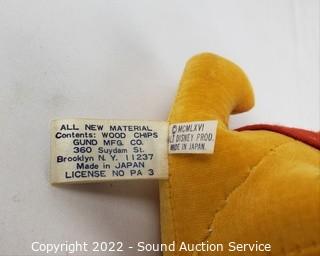 ALL NEW MATERIAL
Contents: WOOD CHIPS
GUND MFG. CO.
360 Suydam St.
Brooklyn N. Y. 11237
Made in JAPAN
LICENSE NO PA 3
© MCMLXVI
LT DISNEY PROD.
MADE IN JAPAN.
Copyright 2022 - Sound Auction Service